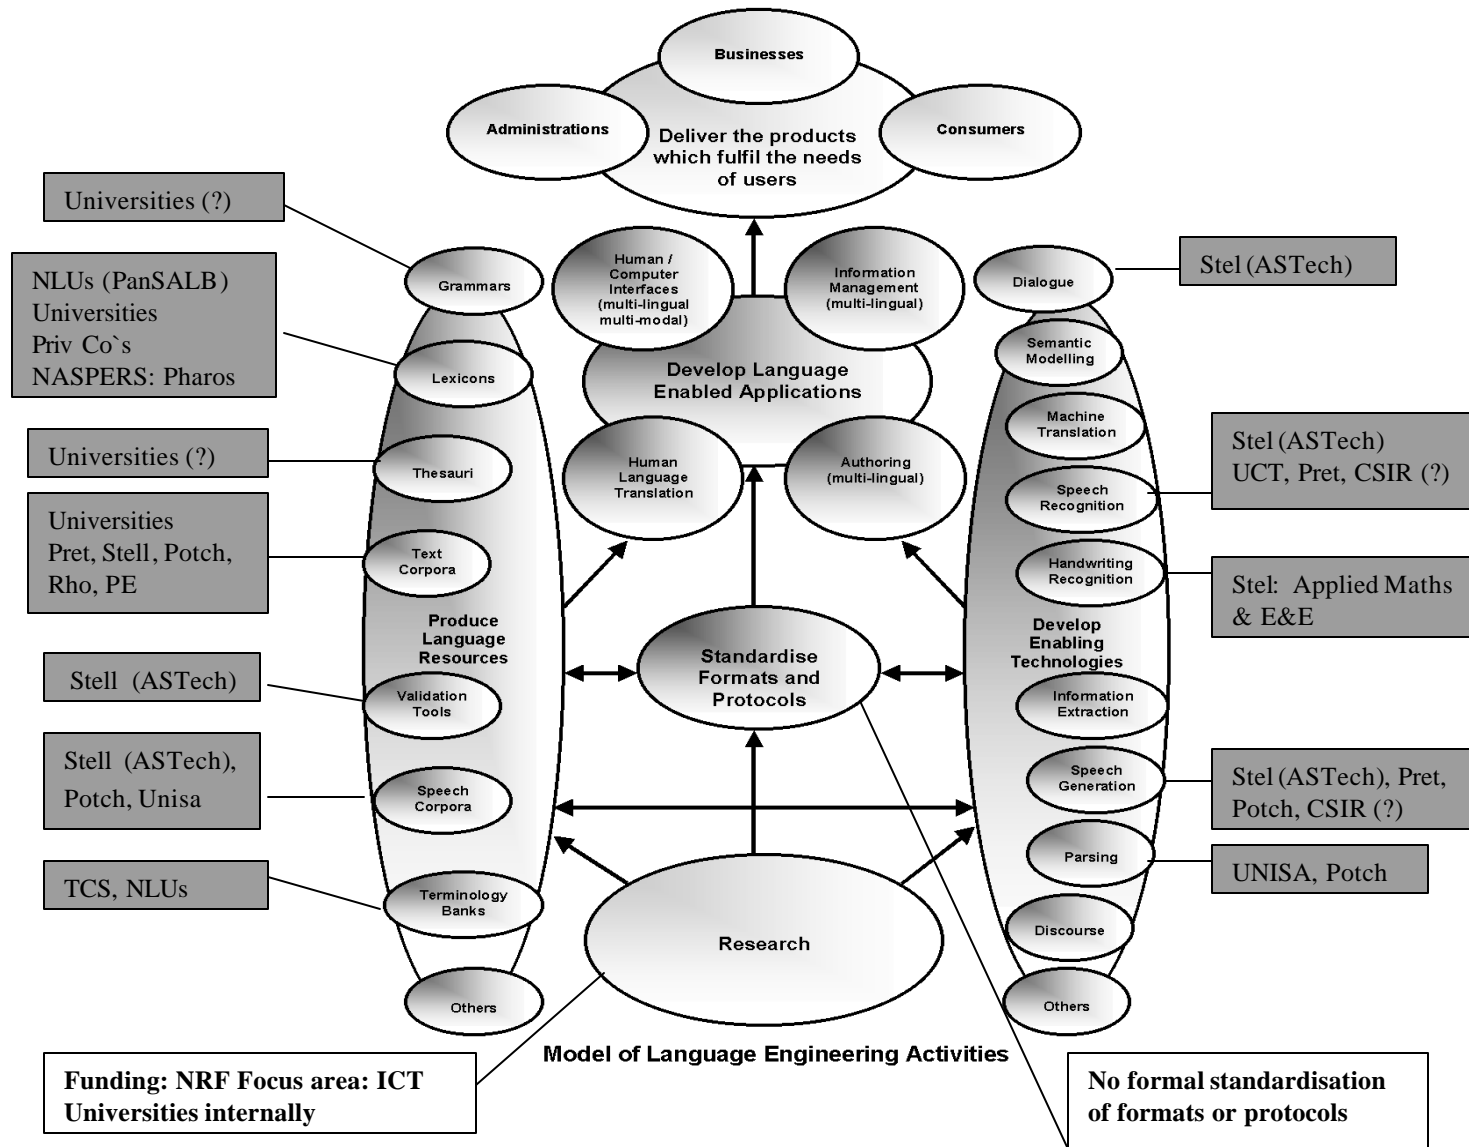 Businesses
Administrations
Consumers
Deliver the products
which fulfil the needs
of users
Universities (?)
NLUs (PanSALB)
Universities
Priv Co`s
NASPERS: Pharos
Universities (?)
Universities
Pret, Stell, Potch,
Rho, PE
Stell (ASTech)
Stell (ASTech),
Potch, Unisa
TCS, NLUs
Grammars
Lexicons
Thesauri
Text
Corpora
Produce
Language
Resources
Validation
Tools
Speech
Corpora
Terminology
Banks
Others
Human /
Computer
Interfaces
(multi-lingual
multi-modal)
Information
Management
(multi-lingual)
Develop Language
Enabled Applications
Human
Language
Translation
Authoring
(multi-lingual)
Standardise
Formats and
Protocols
Research
Dialogue
Semantic
Modelling
Machine
Translation
Speech
Recognition
Handwriting
Recognition
Develop
Enabling
Technologies
Information
Extraction
Speech
Generation
Parsing
Discourse
Others
Stel (ASTech)
Stel (ASTech)
UCT, Pret, CSIR (?)
Stel: Applied Maths
& E&E
Stel (ASTech), Pret,
Potch, CSIR (?)
UNISA, Potch
Model of Language Engineering Activities
Funding: NRF Focus area: ICT
Universities internally
No formal standardisation
of formats or protocols